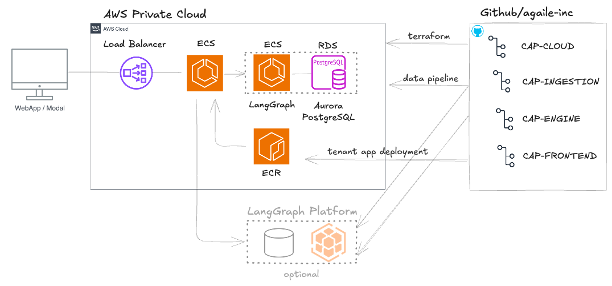 AWS Private Cloud
Github/agaile-inc
AWS Cloud
Load Balancer
ECS
ECS
RDS
PostgreSQL
LangGraph
Aurora
PostgreSQL
WebApp / Modal
ECR
terraform
data pipeline
tenant app deployment
CAP-CLOUD
CAP-INGESTION
CAP-ENGINE
CAP-FRONTEND
LangGraph Platform
optional